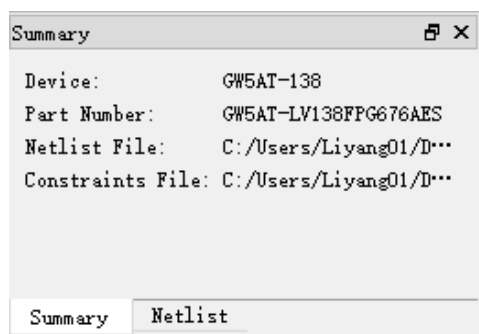 Summary
Device: GW5AT-138
Part Number: GW5AT-LV138FPG676AES
Netlist File: C:/Users/Liyang01/D...
Constraints File: C:/Users/Liyang01/D...
Summary Netlist